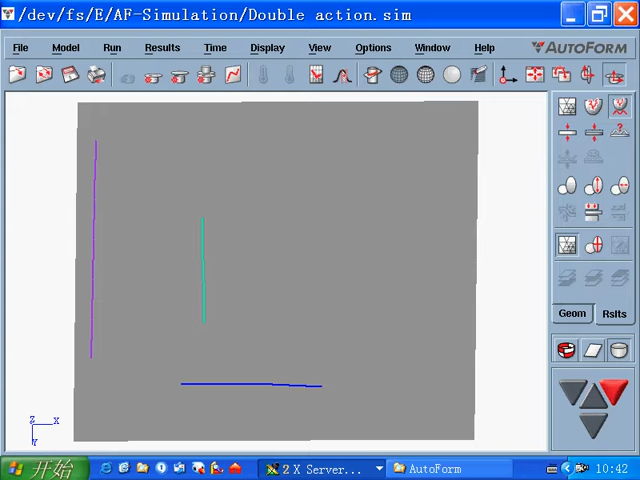 /dev/fs/E/AF-Simulation/Double action.sim
File Model Run Results Time Display View Options Window Help AUTOFORM
Geom Rslts
Z X
Y
开始 2 X Server... AutoForm 10:42